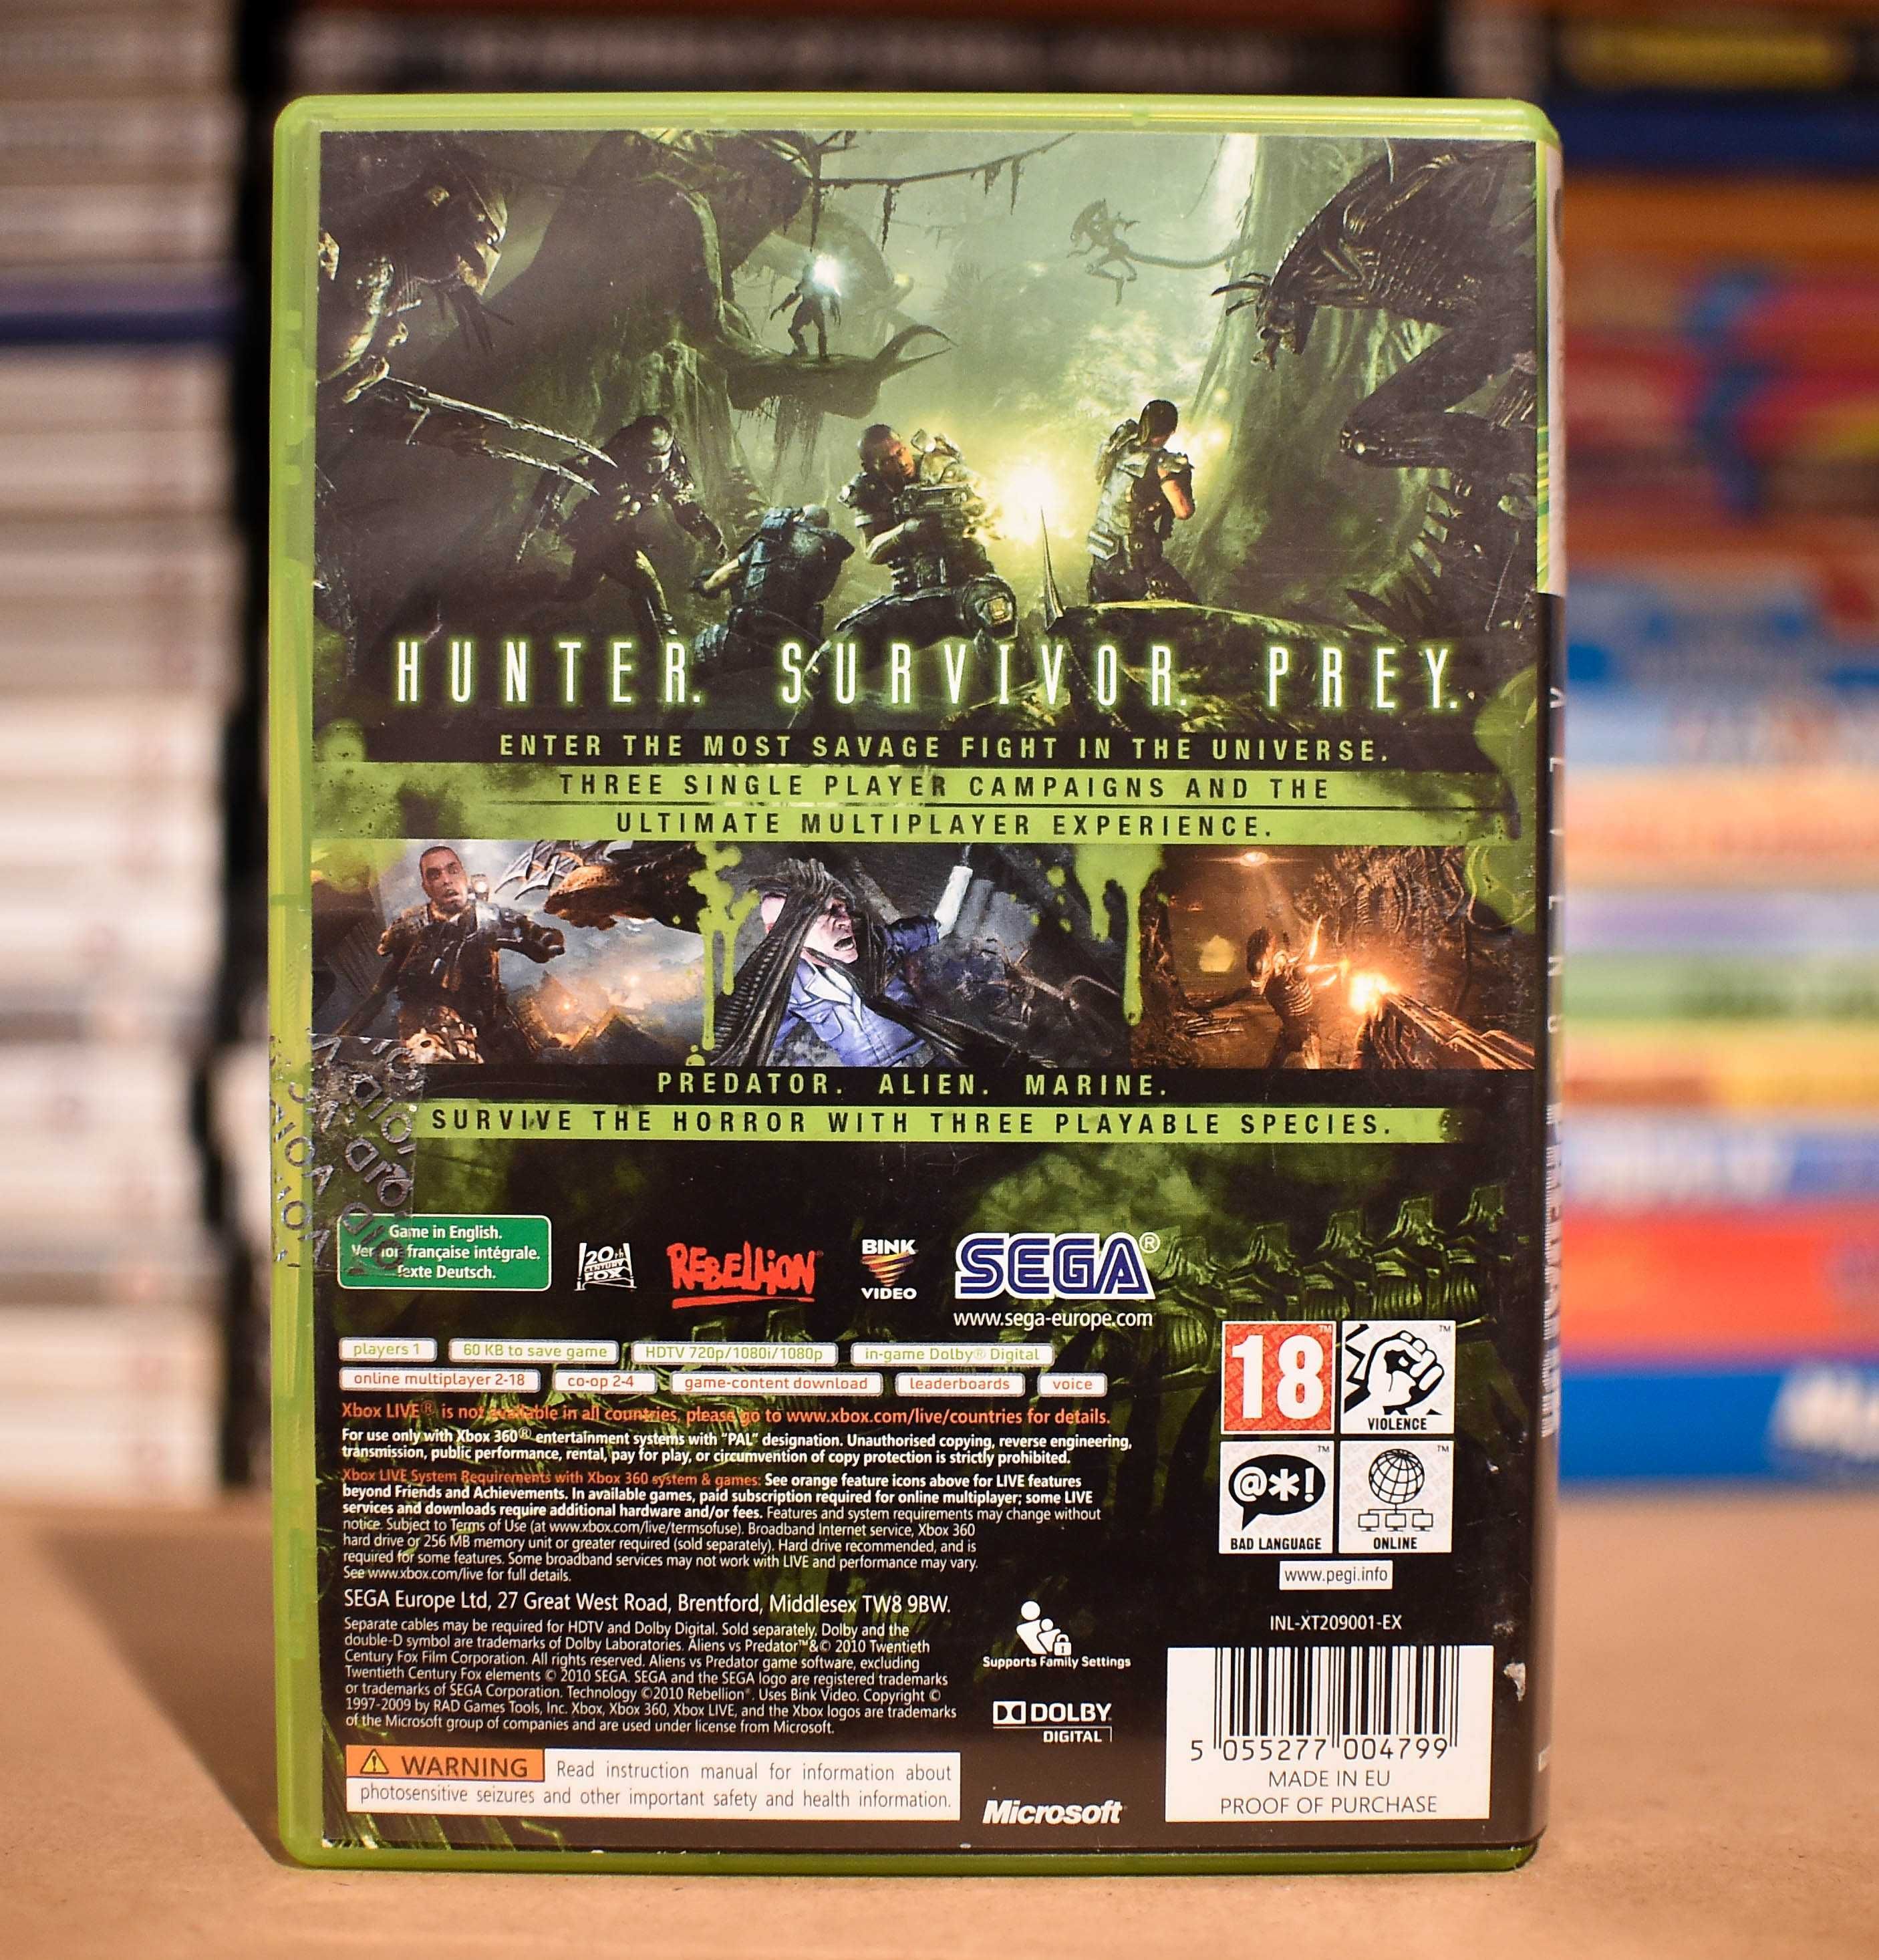 HUNTER. SURVIVOR. PREY.
ENTER THE MOST SAVAGE FIGHT IN THE UNIVERSE.
THREE SINGLE PLAYER CAMPAIGNS AND THE
ULTIMATE MULTIPLAYER EXPERIENCE.
PREDATOR. ALIEN. MARINE.
SURVIVE THE HORROR WITH THREE PLAYABLE SPECIES.
Game in English.
Version française intégrale.
Texte Deutsch.
20th CENTURY FOX
REBELLION
BINK VIDEO
SEGA®
www.sega-europe.com
players 1
60 KB to save game
HDTV 720p/1080i/1080p
in-game Dolby® Digital
online multiplayer 2-18
co-op 2-4
game-content download
leaderboards
voice
Xbox LIVE® is not available in all countries, please go to www.xbox.com/live/countries for details.
For use only with Xbox 360® entertainment systems with "PAL" designation. Unauthorised copying, reverse engineering,
transmission, public performance, rental, pay for play, or circumvention of copy protection is strictly prohibited.
Xbox LIVE System Requirements with Xbox 360 system & games: See orange feature icons above for LIVE features
beyond Friends and Achievements. In available games, paid subscription required for online multiplayer; some LIVE
services and downloads require additional hardware and/or fees. Features and system requirements may change without
notice. Subject to Terms of Use (at www.xbox.com/live/termsofuse). Broadband Internet service, Xbox 360
hard drive or 256 MB memory unit or greater required (sold separately). Hard drive recommended, and is
required for some features. Some broadband services may not work with LIVE and performance may vary.
See www.xbox.com/live for full details.
SEGA Europe Ltd, 27 Great West Road, Brentford, Middlesex TW8 9BW.
Separate cables may be required for HDTV and Dolby Digital. Sold separately. Dolby and the
double-D symbol are trademarks of Dolby Laboratories. Aliens vs Predator™&© 2010 Twentieth
Century Fox Film Corporation. All rights reserved. Aliens vs Predator game software, excluding
Twentieth Century Fox elements © 2010 SEGA. SEGA and the SEGA logo are registered trademarks
or trademarks of SEGA Corporation. Technology ©2010 Rebellion®. Uses Bink Video. Copyright ©
1997-2009 by RAD Games Tools, Inc. Xbox, Xbox 360, Xbox LIVE, and the Xbox logos are trademarks
of the Microsoft group of companies and are used under license from Microsoft.
WARNING Read instruction manual for information about
photosensitive seizures and other important safety and health information.
Supports Family Settings
DOLBY
DIGITAL
Microsoft
18™
VIOLENCE
@*!
BAD LANGUAGE
ONLINE
www.pegi.info
INL-XT209001-EX
5 055277 004799
MADE IN EU
PROOF OF PURCHASE